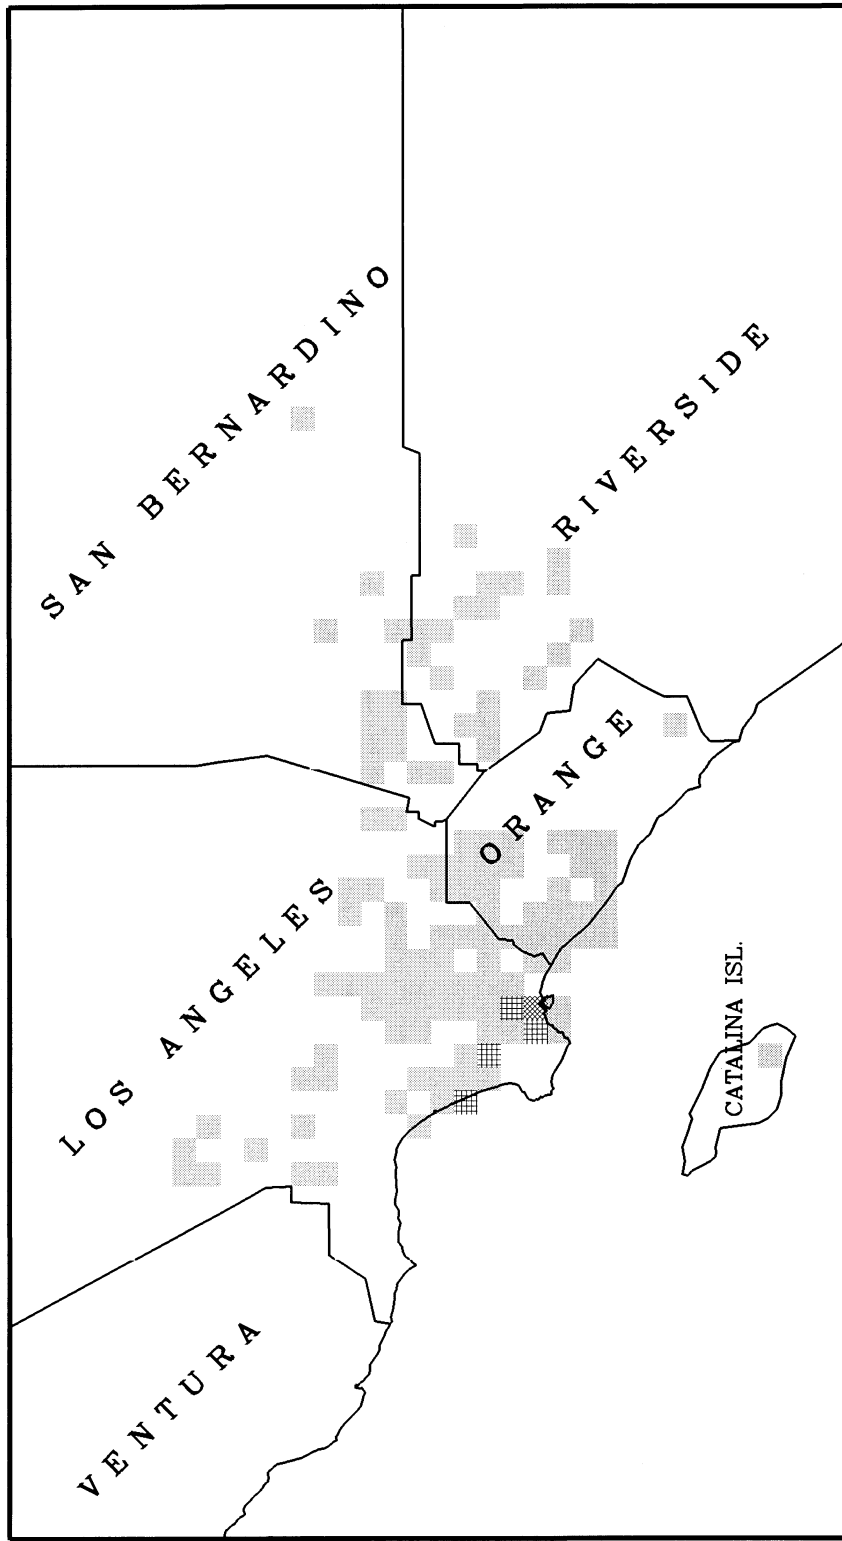 SAN BERNARDINO
RIVERSIDE
ORANGE
LOS ANGELES
CATALINA ISL.
VENTURA